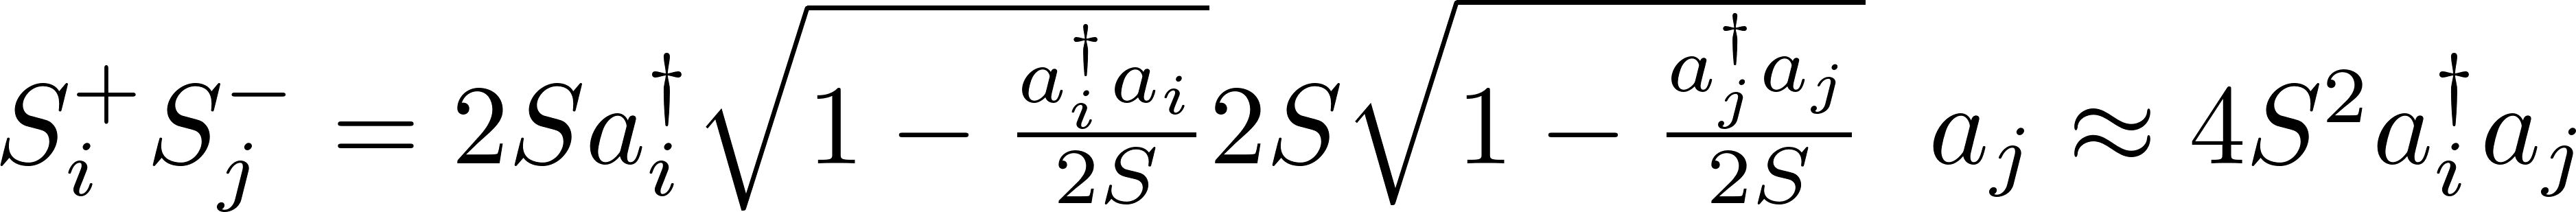 $S_i^+ S_j^- = 2S a_i^\dagger \sqrt{1 - \frac{a_i^\dagger a_i}{2S}} 2S \sqrt{1 - \frac{a_j^\dagger a_j}{2S}} \ a_j \approx 4S^2 a_i^\dagger a_j$